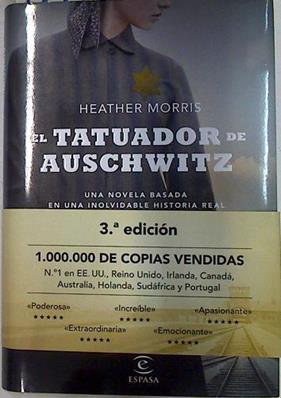 HEATHER MORRIS
EL TATUADOR DE
AUSCHWITZ
UNA NOVELA BASADA
EN UNA INOLVIDABLE HISTORIA REAL
3.ª edición
1.000.000 DE COPIAS VENDIDAS
N.º 1 en EE. UU., Reino Unido, Irlanda, Canadá,
Australia, Holanda, Sudáfrica y Portugal
«Poderosa» «Increíble» «Apasionante»
★★★★★ ★★★★★ ★★★★★
«Extraordinaria» «Emocionante»
★★★★★ ★★★★★
e
ESPASA